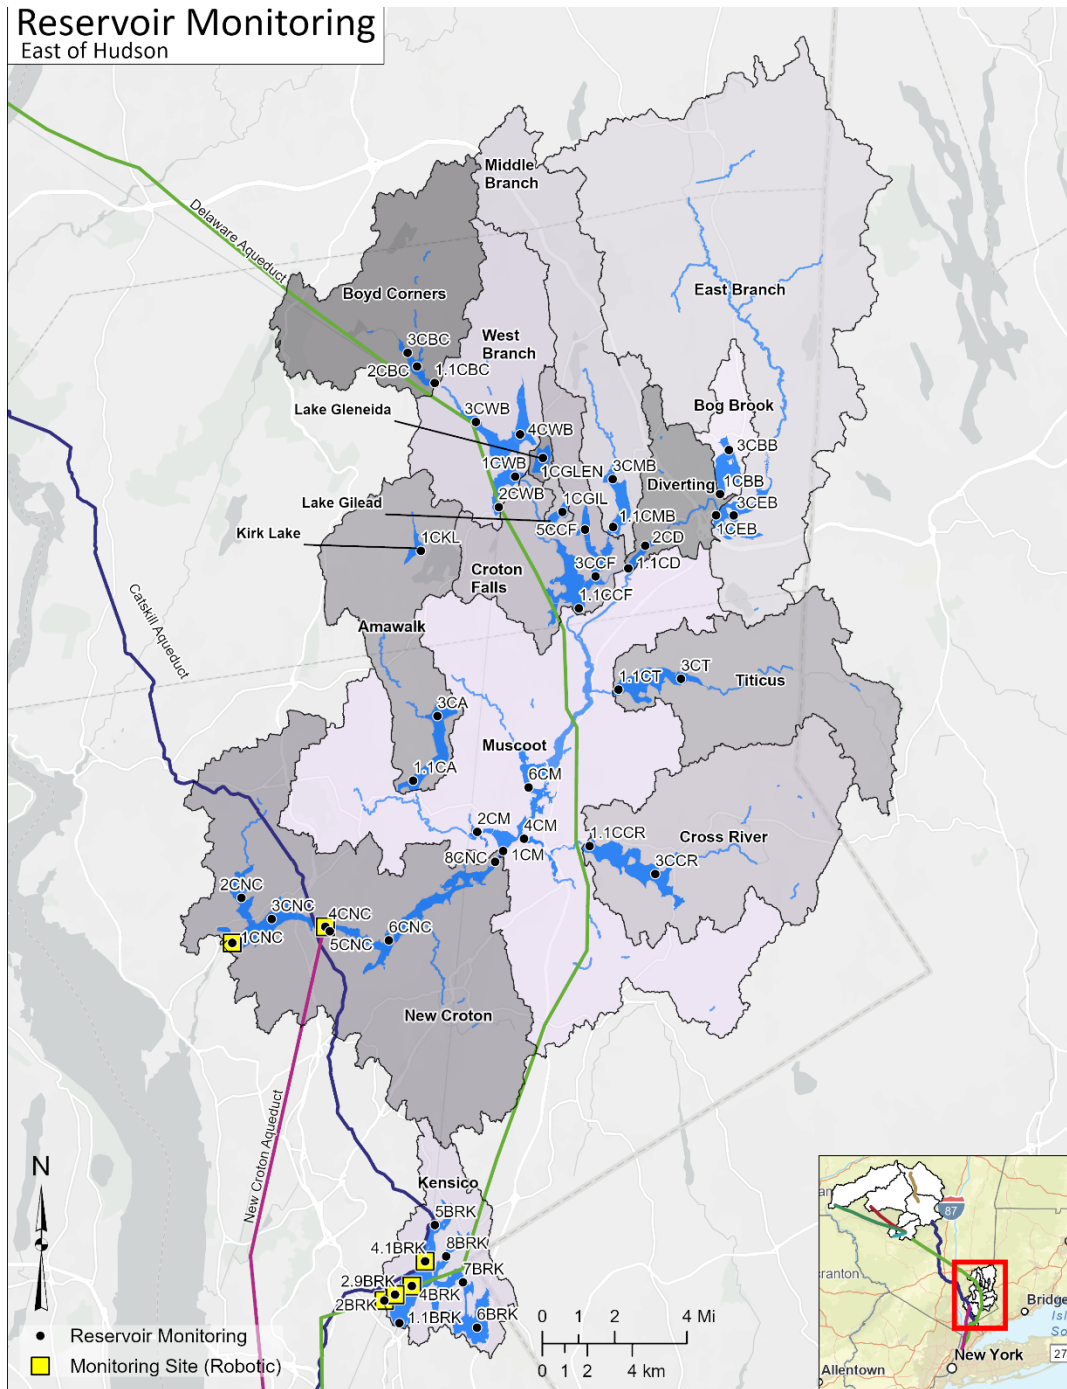 Reservoir Monitoring
East of Hudson
Middle
Branch
Delaware Aqueduct
East Branch
Boyd Corners
West
Branch
3CBC
2CBC
1.1CBC
Lake Gleneida
Bog Brook
3CWB
4CWB
3CBB
1CWB
1CGLEN
3CMB
Diverting
1CBB
2CWB
Lake Gilead
1CGIL
3CEB
5CCF
1.1CMB
1CEB
Kirk Lake
1CKL
2CD
Croton
Falls
3CCF
1.1CD
1.1CCF
Catskill Aqueduct
Amawalk
1.1CT
3CT
Titicus
3CA
Muscoot
1.1CA
6CM
2CM
4CM
1.1CCR
Cross River
8CNC
1CM
3CCR
2CNC
3CNC
4CNC
1CNC
5CNC
6CNC
New Croton
New Croton Aqueduct
N
Kensico
5BRK
4.1BRK
8BRK
7BRK
2.9BRK
4BRK
2BRK
1.1BRK
6BRK
Reservoir Monitoring
Monitoring Site (Robotic)
0 1 2 4 Mi
0 1 2 4 km
87
cranton
Bridge
Is
So
New York
27
Allentown